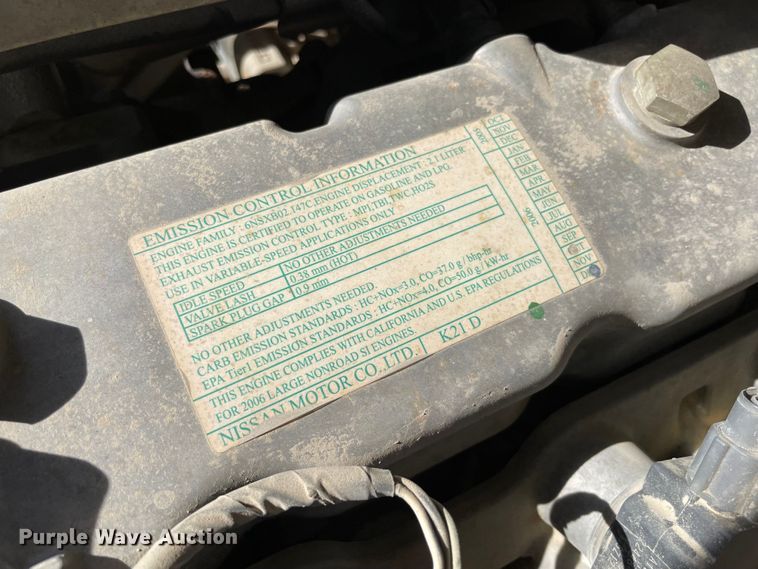 EMISSION CONTROL INFORMATION
ENGINE FAMILY : 6NSXB02.147C ENGINE DISPLACEMENT : 2.1 LITER
THIS ENGINE IS CERTIFIED TO OPERATE ON GASOLINE AND LPG.
EXHAUST EMISSION CONTROL TYPE : MPI,TBI,TWC,HO2S
USE IN VARIABLE-SPEED APPLICATIONS ONLY
IDLE SPEED NO OTHER ADJUSTMENTS NEEDED
VALVE LASH 0.38 mm (HOT)
SPARK PLUG GAP 0.9 mm
NO OTHER ADJUSTMENTS NEEDED.
CARB EMISSION STANDARDS : HC+NOx=3.0, CO=37.0 g / bhp-hr
EPA Tier1 EMISSION STANDARDS : HC+NOx=4.0, CO=50.0 g / kW-hr
THIS ENGINE COMPLIES WITH CALIFORNIA AND U.S. EPA REGULATIONS
FOR 2006 LARGE NONROAD SI ENGINES.
NISSAN MOTOR CO.,LTD. K21 D
2005
OCT
NOV
DEC
2006
JAN
FEB
MAR
APR
MAY
JUN
JUL
AUG
SEP
OCT
NOV
Purple Wave Auction